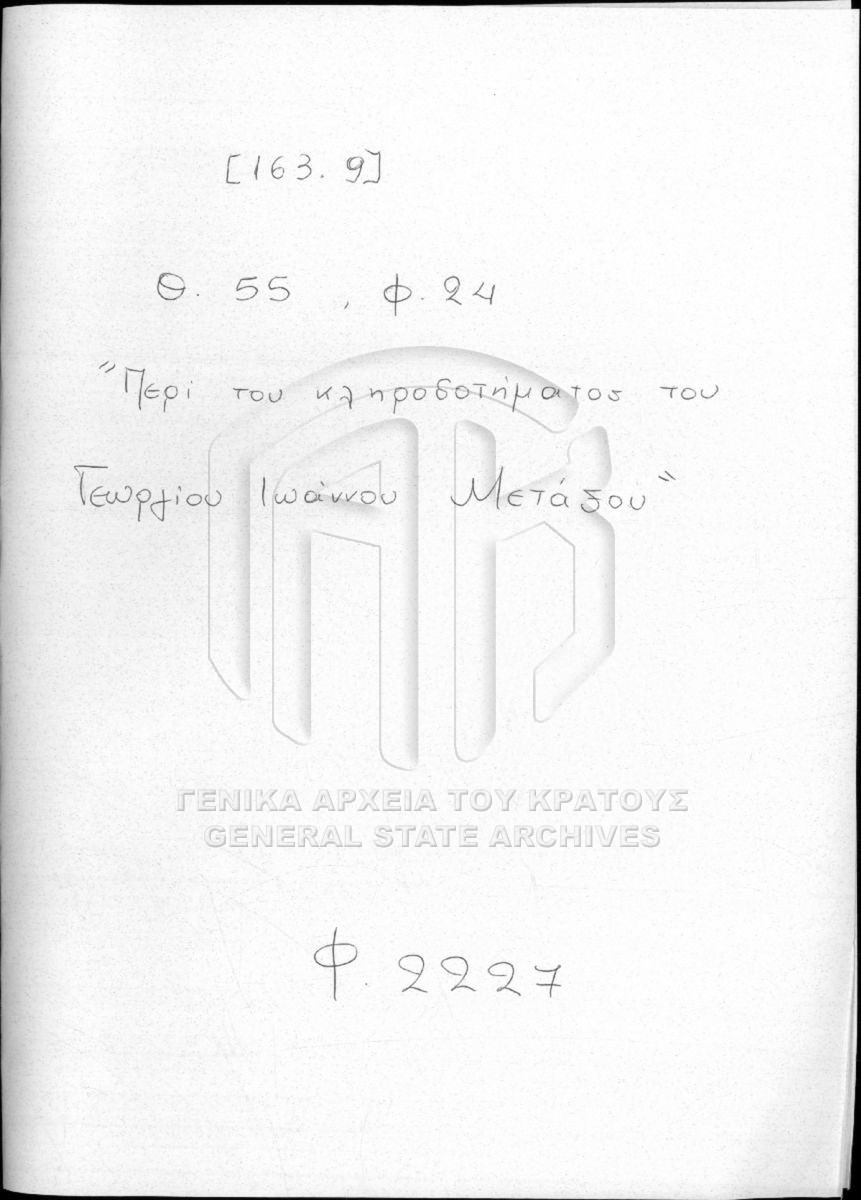 [163. 9]
Θ. 55 , φ. 24
"Περί του κληροδοτήματος του
Γεωργίου Ιωάννου Μετάξου"
ΓΕΝΙΚΑ ΑΡΧΕΙΑ ΤΟΥ ΚΡΑΤΟΥΣ
GENERAL STATE ARCHIVES
Φ. 2227